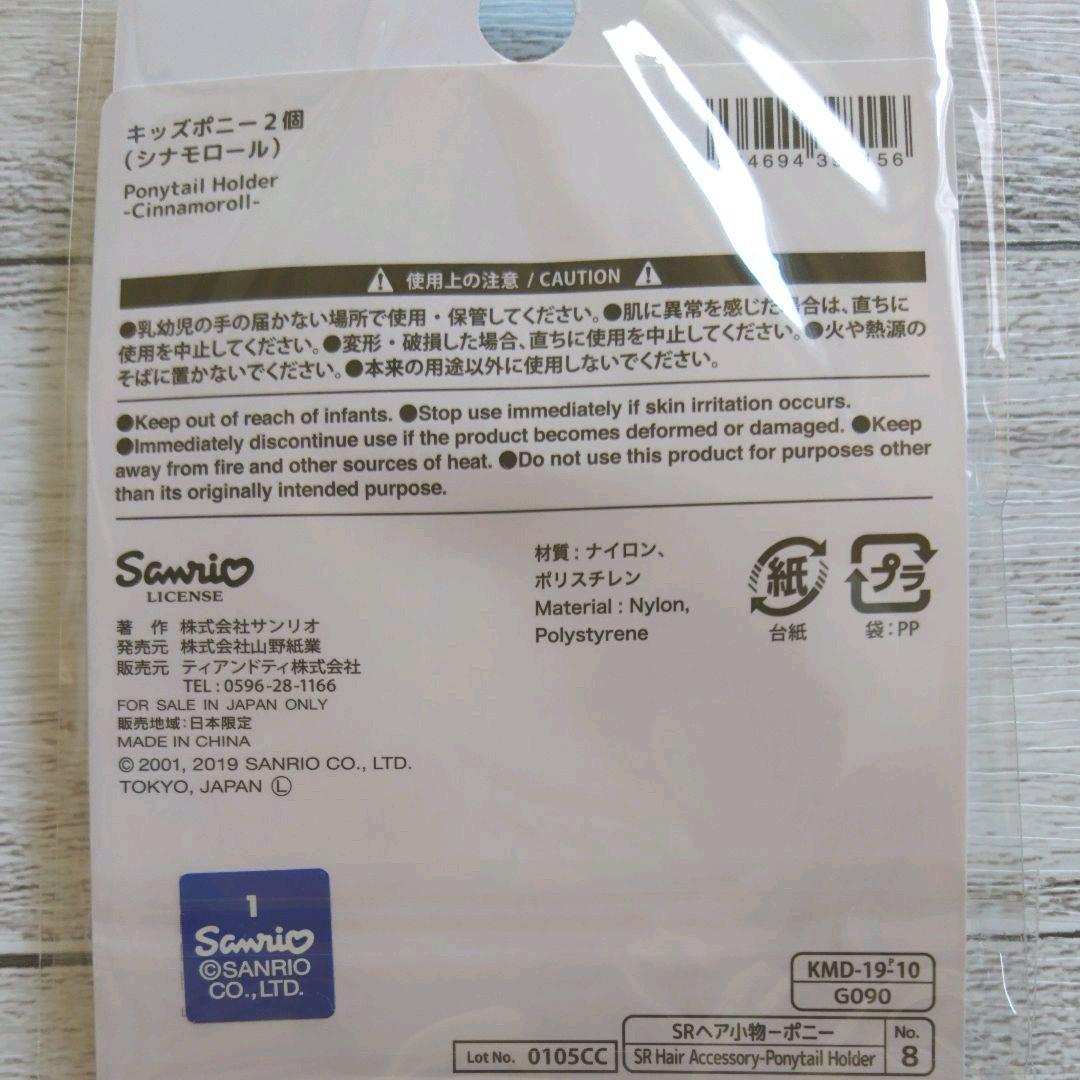 キッズポニー2個
(シナモロール)
Ponytail Holder
-Cinnamoroll-
使用上の注意 / CAUTION
●乳幼児の手の届かない場所で使用・保管してください。●肌に異常を感じた場合は、直ちに
使用を中止してください。●変形・破損した場合、直ちに使用を中止してください。●火や熱源の
そばに置かないでください。●本来の用途以外に使用しないでください。
●Keep out of reach of infants. ●Stop use immediately if skin irritation occurs.
●Immediately discontinue use if the product becomes deformed or damaged. ●Keep
away from fire and other sources of heat. ●Do not use this product for purposes other
than its originally intended purpose.
Sanrio
LICENSE
著 作 株式会社サンリオ
発売元 株式会社山野紙業
販売元 ティアンドティ株式会社
TEL : 0596-28-1166
FOR SALE IN JAPAN ONLY
販売地域:日本限定
MADE IN CHINA
© 2001, 2019 SANRIO CO., LTD.
TOKYO, JAPAN Ⓛ
材質 : ナイロン、
ポリスチレン
Material : Nylon,
Polystyrene
紙
台紙
プラ
袋 : PP
1
Sanrio
©SANRIO
CO., LTD.
KMD-19-P-10
G090
Lot No. 0105CC
SRヘア小物－ポニー
SR Hair Accessory-Ponytail Holder
No.
8